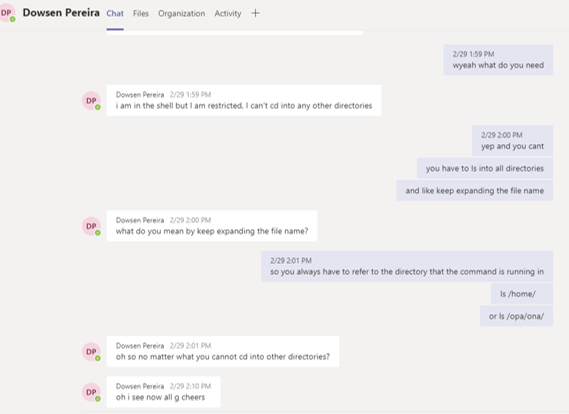 DP Dowsen Pereira Chat Files Organization Activity +
2/29 1:59 PM
wyeah what do you need
Dowsen Pereira 2/29 1:59 PM
DP
i am in the shell but I am restricted. I can't cd into any other directories
2/29 2:00 PM
yep and you cant
you have to ls into all directories
and like keep expanding the file name
Dowsen Pereira 2/29 2:00 PM
DP
what do you mean by keep expanding the file name?
2/29 2:01 PM
so you always have to refer to the directory that the command is running in
ls /home/
or ls /opa/ona/
Dowsen Pereira 2/29 2:01 PM
DP
oh so no matter what you cannot cd into other directories?
Dowsen Pereira 2/29 2:10 PM
DP
oh i see now all g cheers